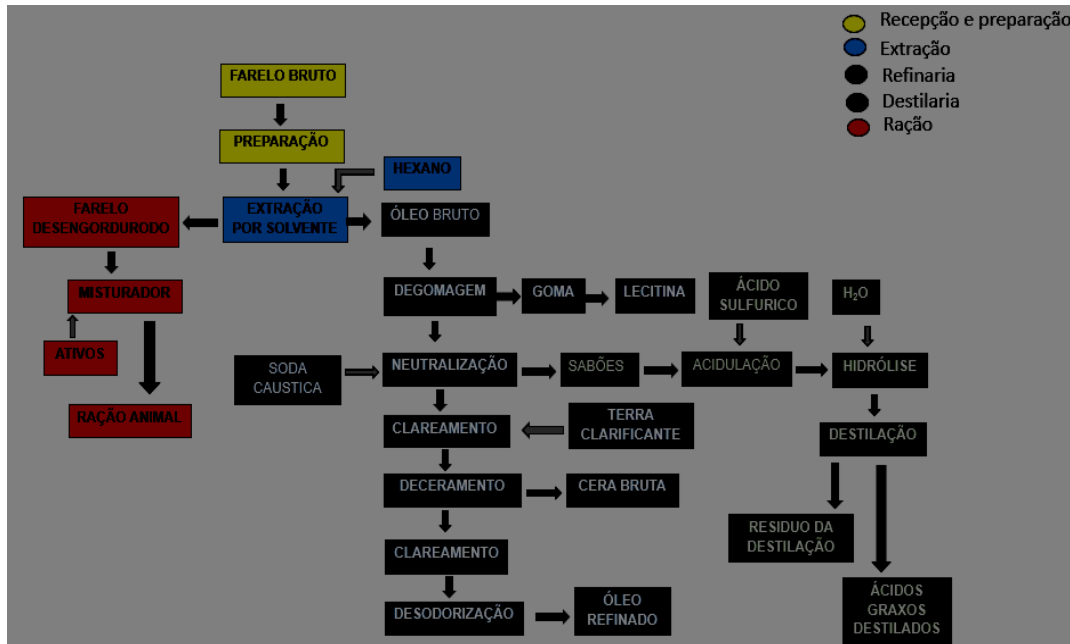 Recepção e preparação
Extração
Refinaria
Destilaria
Ração
FARELO BRUTO
PREPARAÇÃO
HEXANO
FARELO
DESENGORDURODO
EXTRAÇÃO
POR SOLVENTE
ÓLEO BRUTO
MISTURADOR
DEGOMAGEM
GOMA
LECITINA
ÁCIDO
SULFURICO
H₂O
ATIVOS
SODA
CAUSTICA
NEUTRALIZAÇÃO
SABÕES
ACIDULAÇÃO
HIDRÓLISE
RAÇÃO ANIMAL
CLAREAMENTO
TERRA
CLARIFICANTE
DESTILAÇÃO
DECERAMENTO
CERA BRUTA
RESIDUO DA
DESTILAÇÃO
CLAREAMENTO
DESODORIZAÇÃO
ÓLEO
REFINADO
ÁCIDOS
GRAXOS
DESTILADOS